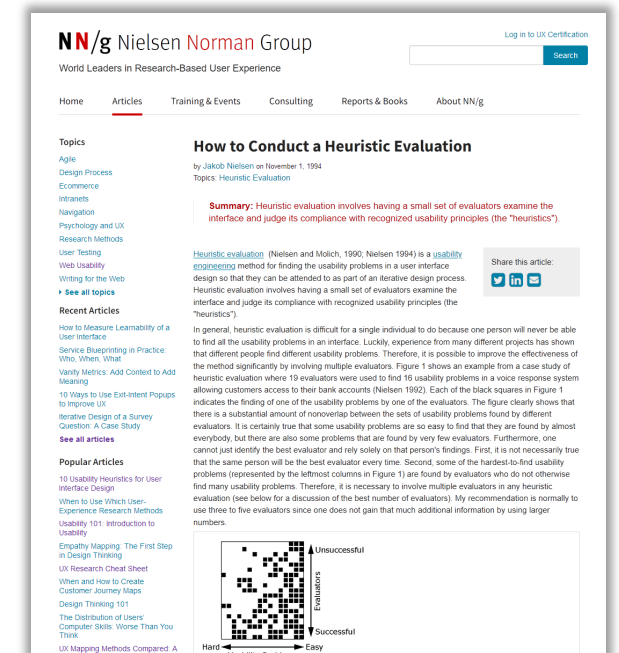 NN/g Nielsen Norman Group
World Leaders in Research-Based User Experience
Log in to UX Certification
Search
Home Articles Training & Events Consulting Reports & Books About NN/g
Topics
Agile
Design Process
Ecommerce
Intranets
Navigation
Psychology and UX
Research Methods
User Testing
Web Usability
Writing for the Web
See all topics
Recent Articles
How to Measure Learnability of a
User Interface
Service Blueprinting in Practice:
Who, When, What
Vanity Metrics: Add Context to Add
Meaning
10 Ways to Use Exit-Intent Popups
to Improve UX
Iterative Design of a Survey
Question: A Case Study
See all articles
Popular Articles
10 Usability Heuristics for User
Interface Design
When to Use Which User-
Experience Research Methods
Usability 101: Introduction to
Usability
Empathy Mapping: The First Step
in Design Thinking
UX Research Cheat Sheet
When and How to Create
Customer Journey Maps
Design Thinking 101
The Distribution of Users'
Computer Skills: Worse Than You
Think
UX Mapping Methods Compared: A
How to Conduct a Heuristic Evaluation
by Jakob Nielsen on November 1, 1994
Topics: Heuristic Evaluation
Summary: Heuristic evaluation involves having a small set of evaluators examine the
interface and judge its compliance with recognized usability principles (the "heuristics").
Heuristic evaluation (Nielsen and Molich, 1990; Nielsen 1994) is a usability
engineering method for finding the usability problems in a user interface
design so that they can be attended to as part of an iterative design process.
Heuristic evaluation involves having a small set of evaluators examine the
interface and judge its compliance with recognized usability principles (the
"heuristics").
Share this article:
In general, heuristic evaluation is difficult for a single individual to do because one person will never be able
to find all the usability problems in an interface. Luckily, experience from many different projects has shown
that different people find different usability problems. Therefore, it is possible to improve the effectiveness of
the method significantly by involving multiple evaluators. Figure 1 shows an example from a case study of
heuristic evaluation where 19 evaluators were used to find 16 usability problems in a voice response system
allowing customers access to their bank accounts (Nielsen 1992). Each of the black squares in Figure 1
indicates the finding of one of the usability problems by one of the evaluators. The figure clearly shows that
there is a substantial amount of nonoverlap between the sets of usability problems found by different
evaluators. It is certainly true that some usability problems are so easy to find that they are found by almost
everybody, but there are also some problems that are found by very few evaluators. Furthermore, one
cannot just identify the best evaluator and rely solely on that person's findings. First, it is not necessarily true
that the same person will be the best evaluator every time. Second, some of the hardest-to-find usability
problems (represented by the leftmost columns in Figure 1) are found by evaluators who do not otherwise
find many usability problems. Therefore, it is necessary to involve multiple evaluators in any heuristic
evaluation (see below for a discussion of the best number of evaluators). My recommendation is normally to
use three to five evaluators since one does not gain that much additional information by using larger
numbers.
Unsuccessful
Evaluators
Successful
Hard Easy